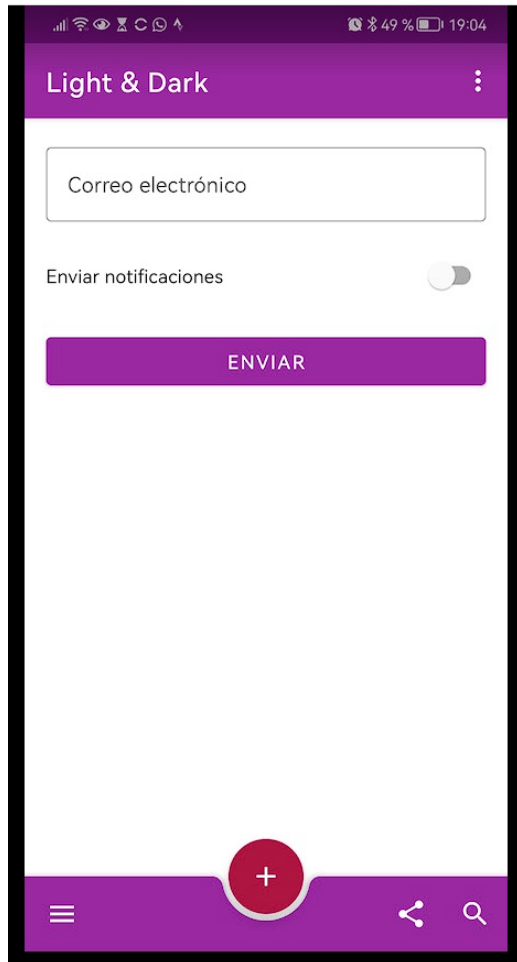 49 % 19:04
Light & Dark
Correo electrónico
Enviar notificaciones
ENVIAR